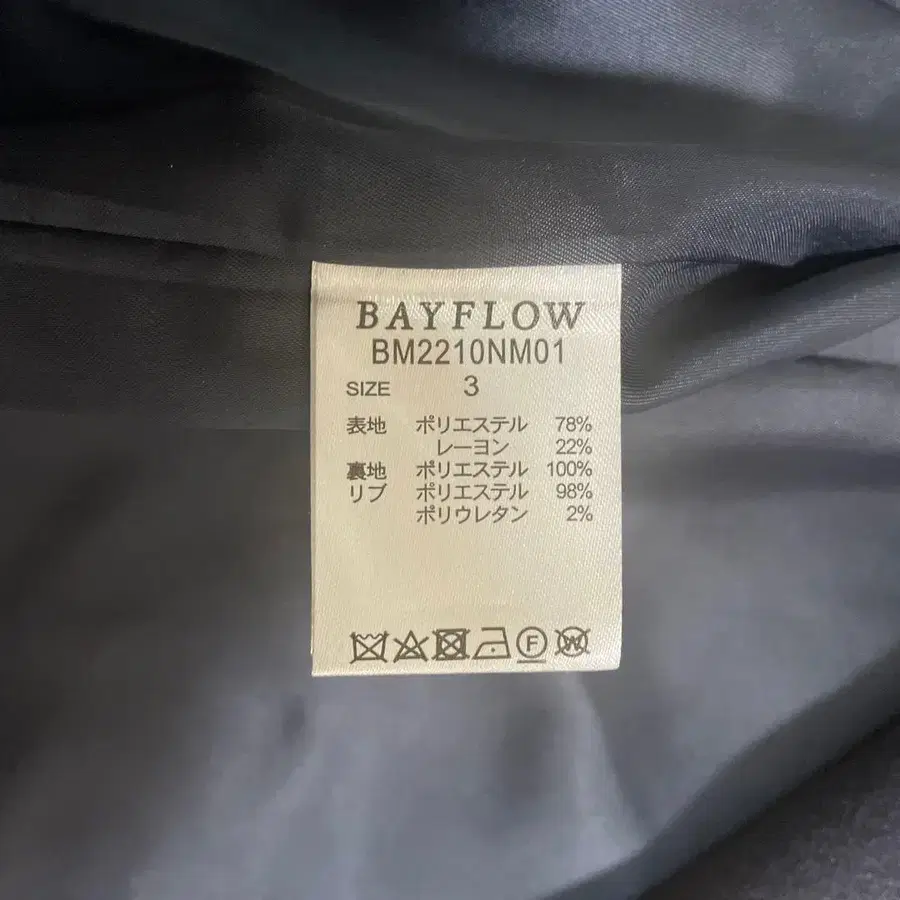 BAYFLOW
BM2210NM01
SIZE 3
表地 ポリエステル 78%
レーヨン 22%
裏地 ポリエステル 100%
リブ ポリエステル 98%
ポリウレタン 2%
F W